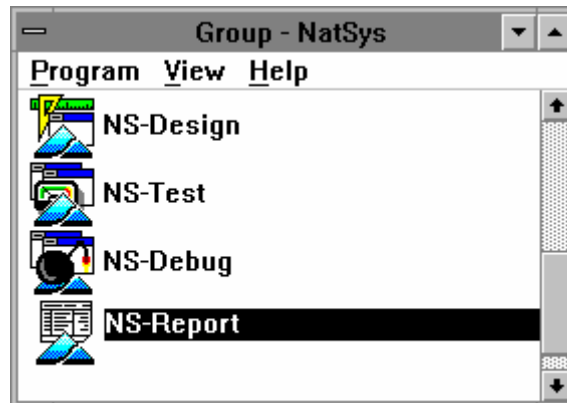 Group - NatSys
Program View Help
NS-Design
NS-Test
NS-Debug
NS-Report